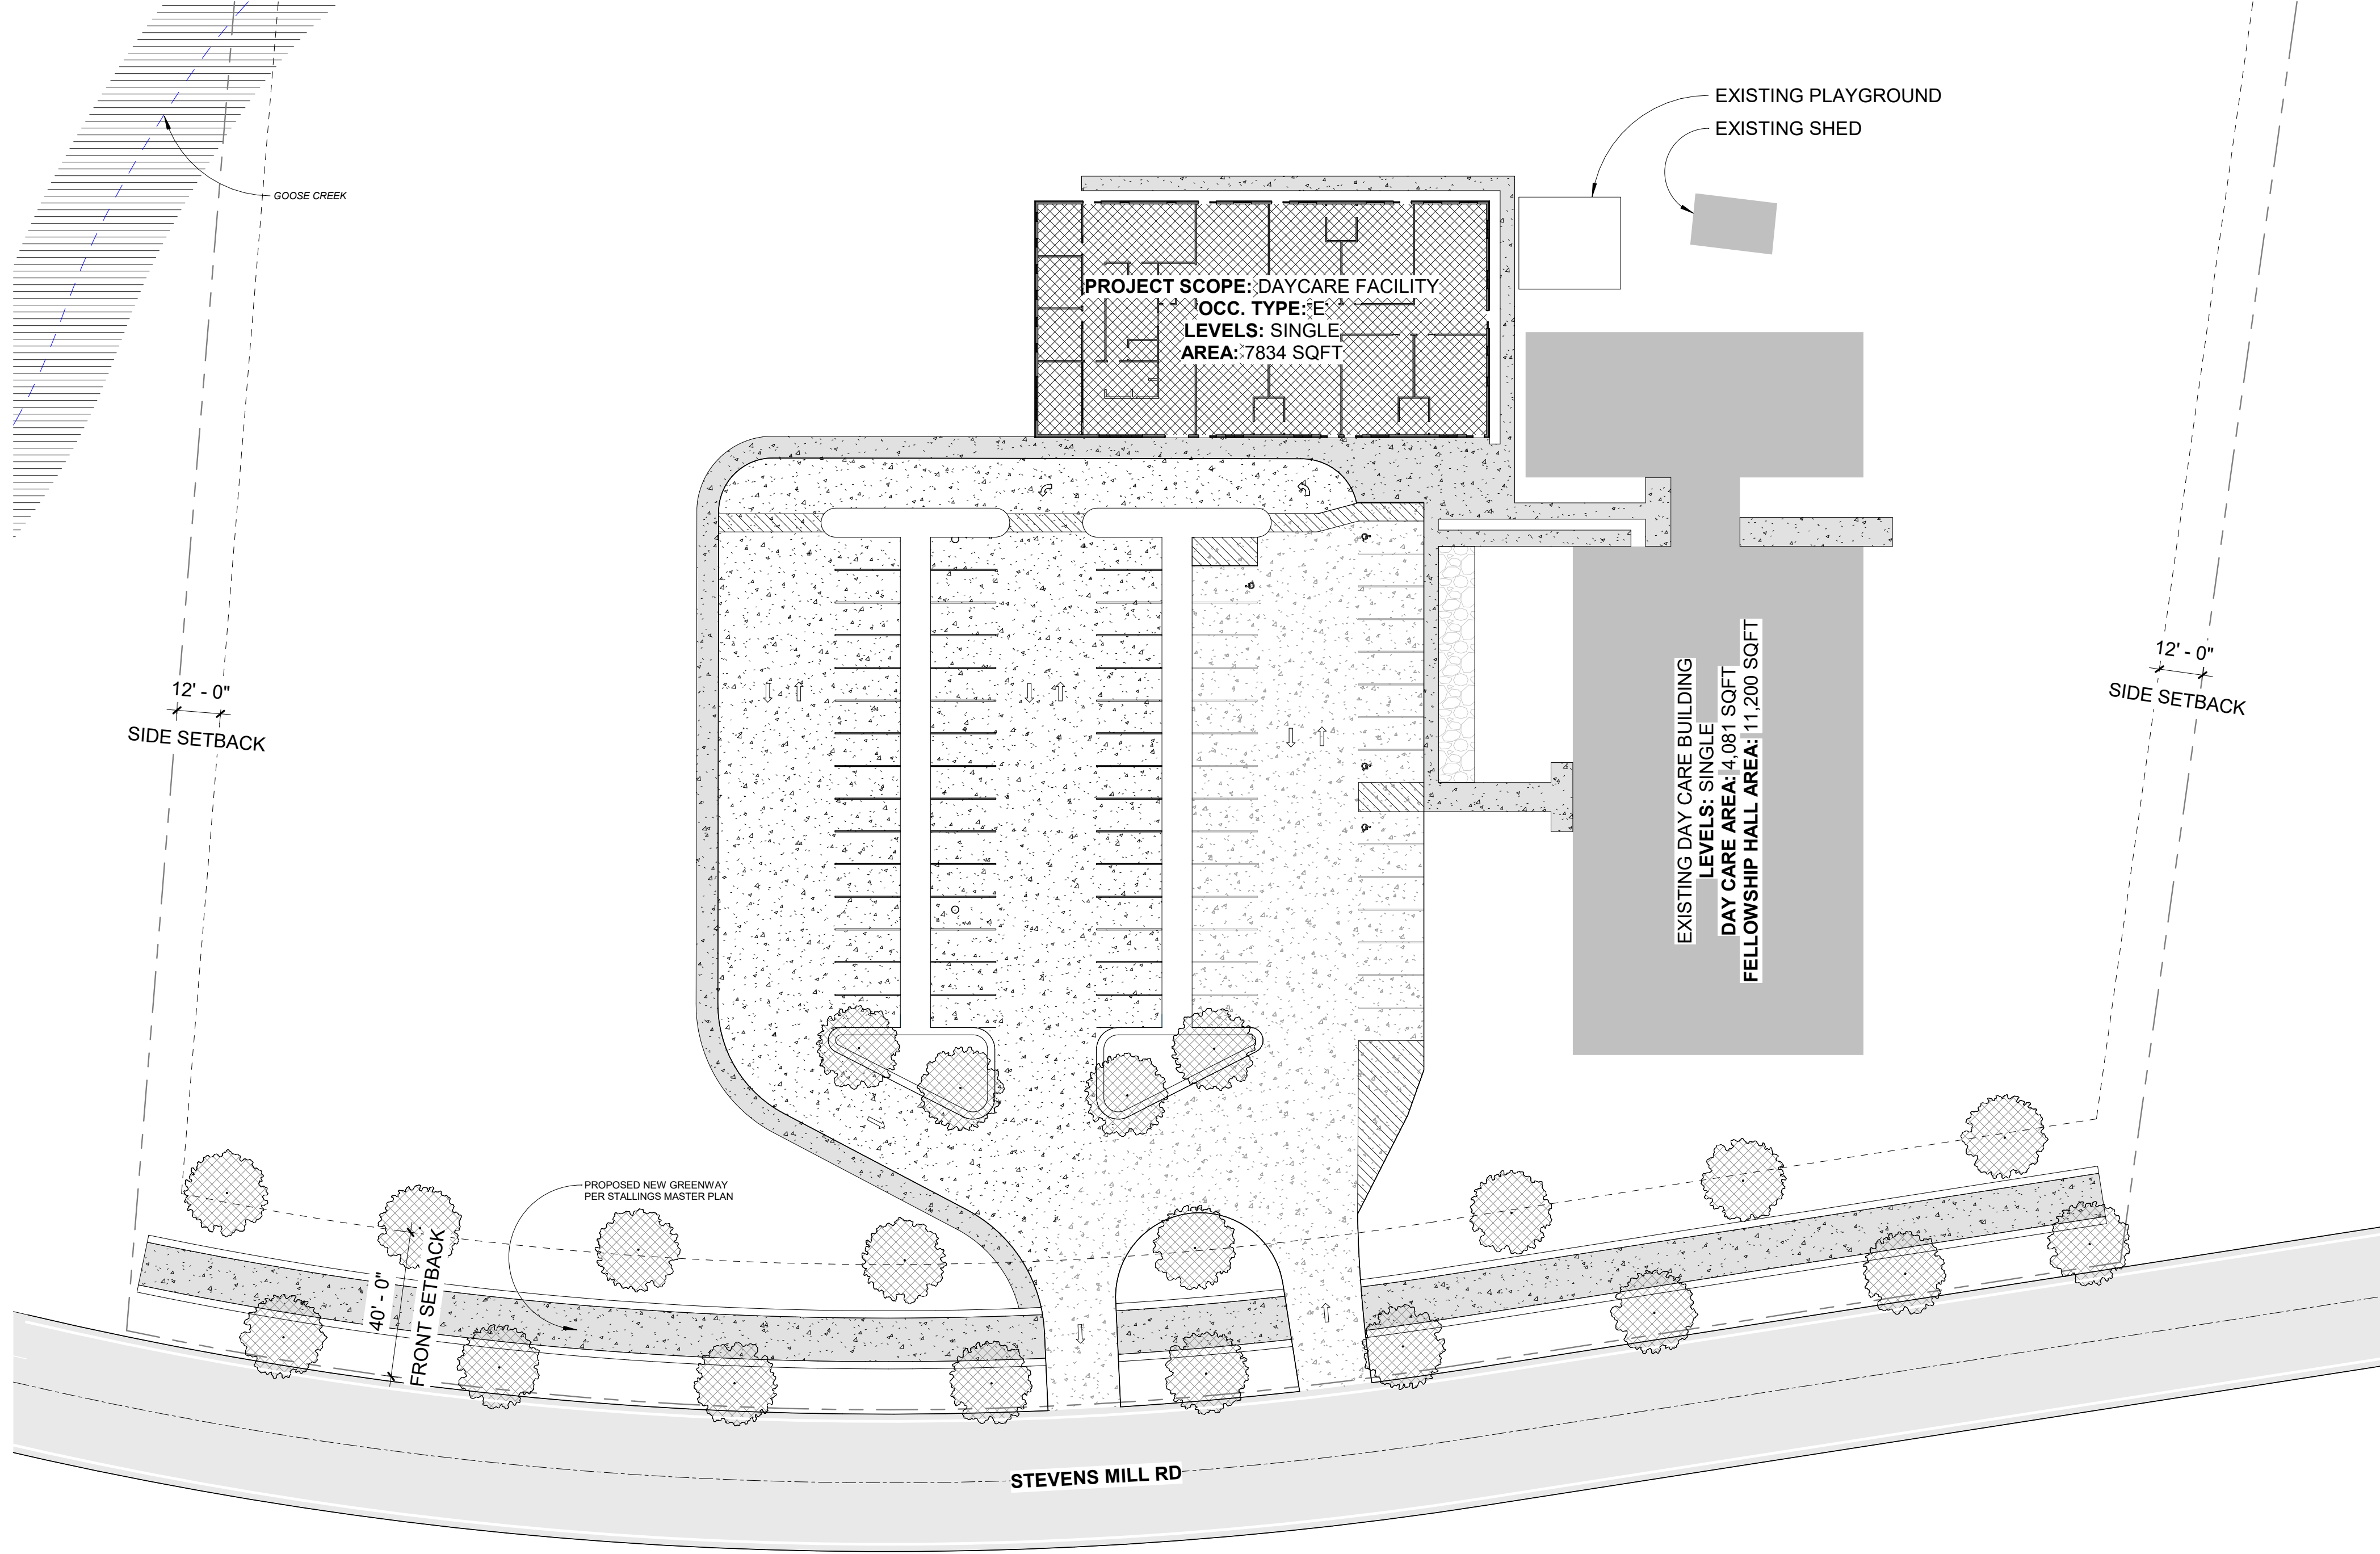 EXISTING PLAYGROUND
EXISTING SHED
GOOSE CREEK
PROJECT SCOPE: DAYCARE FACILITY
OCC. TYPE: E
LEVELS: SINGLE
AREA: 7834 SQFT
12' - 0"
SIDE SETBACK
12' - 0"
SIDE SETBACK
EXISTING DAY CARE BUILDING
LEVELS: SINGLE
DAY CARE AREA: 4,081 SQFT
FELLOWSHIP HALL AREA: 11,200 SQFT
PROPOSED NEW GREENWAY
PER STALLINGS MASTER PLAN
40' - 0"
FRONT SETBACK
STEVENS MILL RD